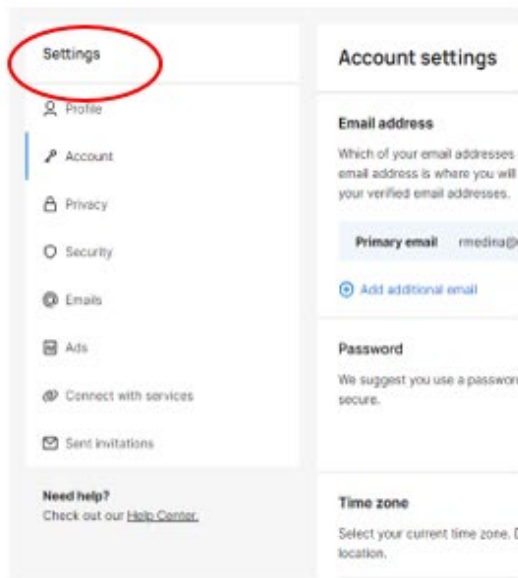 Settings
Profile
Account
Privacy
Security
Emails
Ads
Connect with services
Sent invitations
Need help?
Check out our Help Center.
Account settings
Email address
Which of your email addresses
email address is where you will
your verified email addresses.
Primary email rmedina@
Add additional email
Password
We suggest you use a password
secure.
Time zone
Select your current time zone.
location.